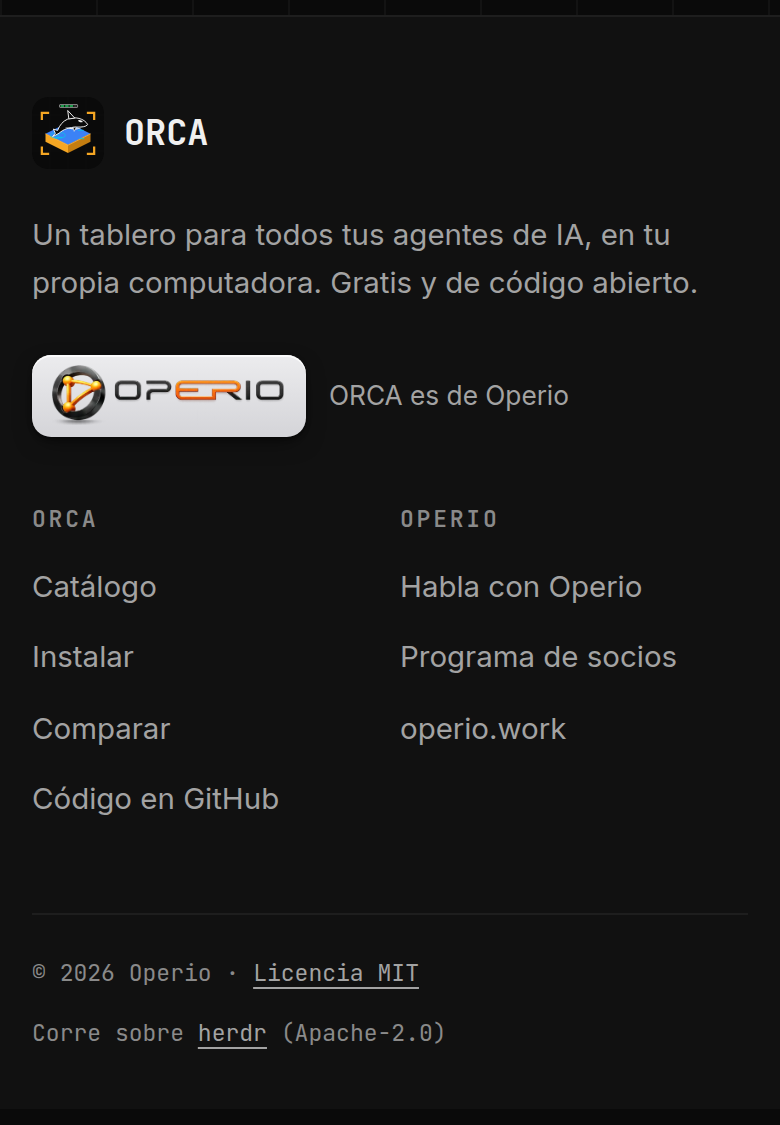 ORCA
Un tablero para todos tus agentes de IA, en tu
propia computadora. Gratis y de código abierto.
OPERIO
ORCA es de Operio
ORCA
Catálogo
Instalar
Comparar
Código en GitHub
OPERIO
Habla con Operio
Programa de socios
operio.work
© 2026 Operio · Licencia MIT
Corre sobre herdr (Apache-2.0)